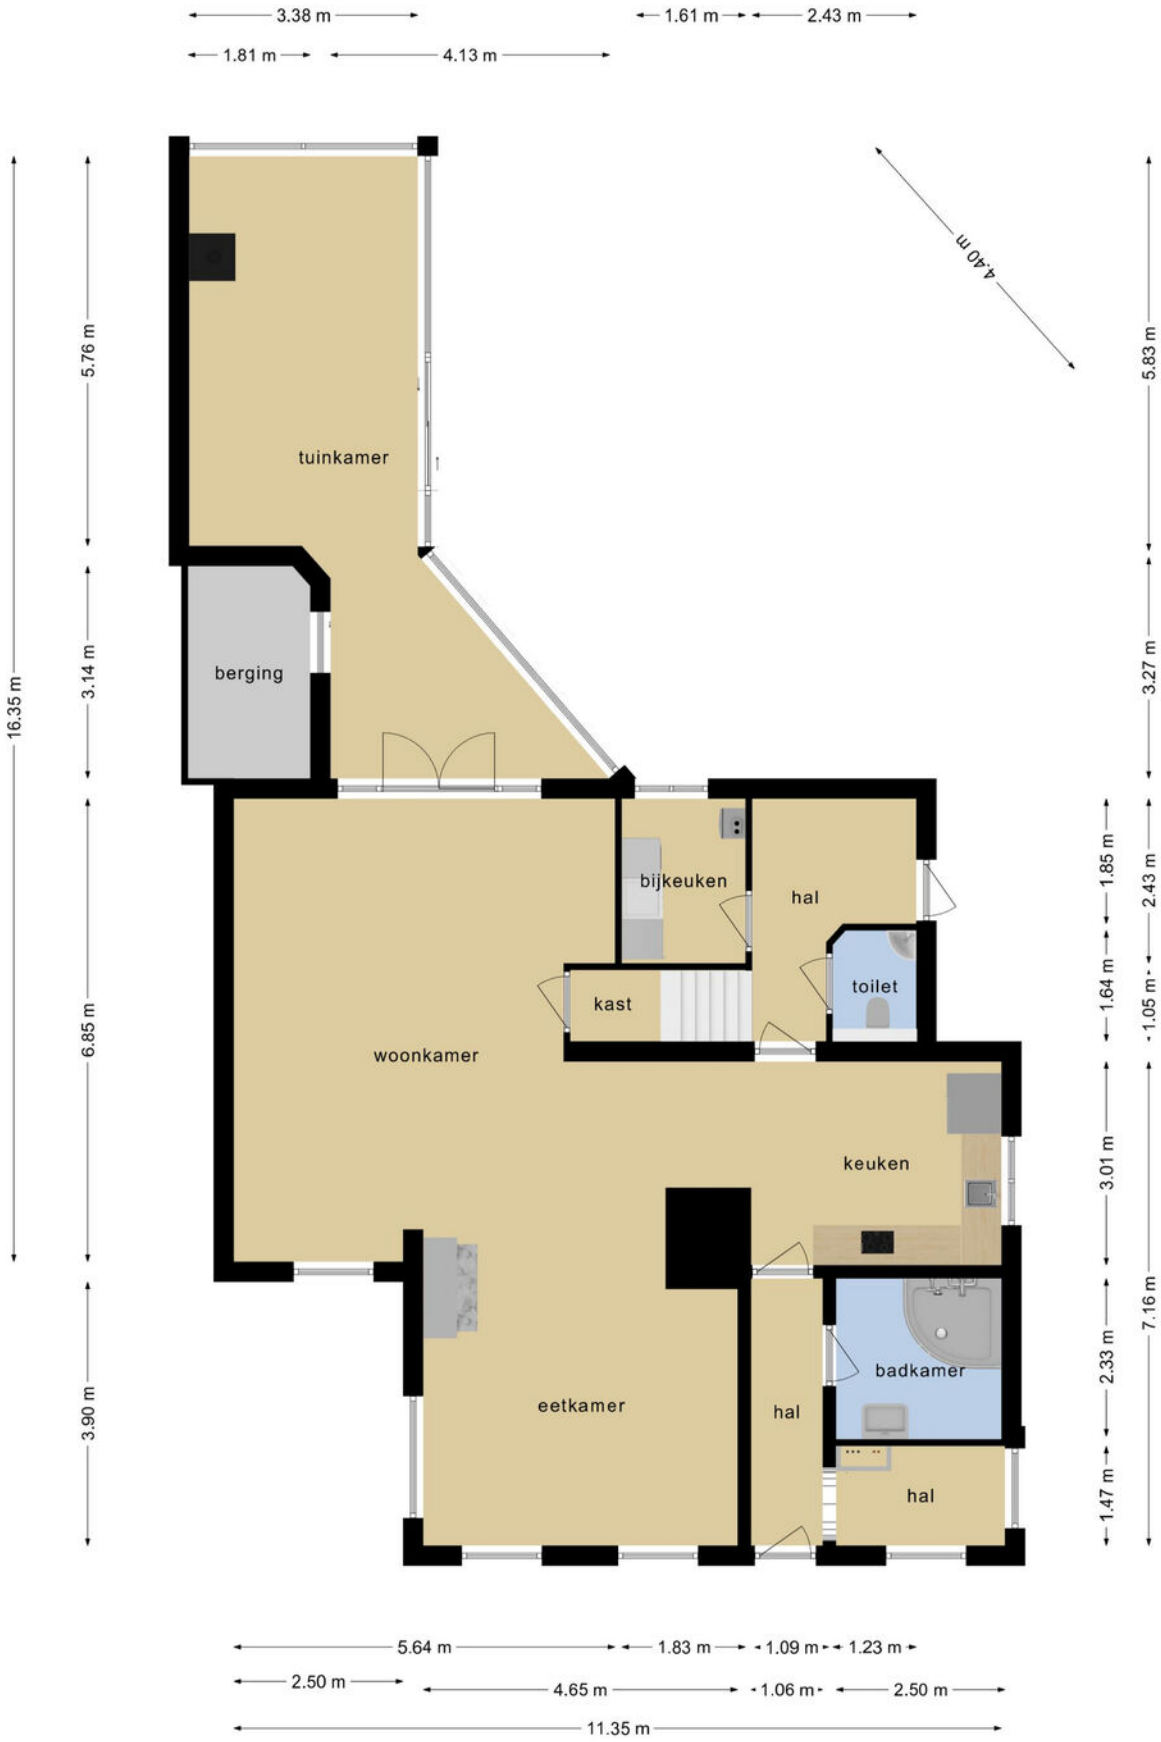 3.38 m
1.61 m
2.43 m
1.81 m
4.13 m
4.40 m
5.76 m
5.83 m
tuinkamer
3.14 m
berging
3.27 m
16.35 m
1.85 m
2.43 m
bijkeuken
hal
1.64 m
1.05 m
toilet
kast
6.85 m
woonkamer
3.01 m
keuken
7.16 m
2.33 m
badkamer
3.90 m
eetkamer
hal
1.47 m
hal
5.64 m
1.83 m
1.09 m
1.23 m
2.50 m
4.65 m
1.06 m
2.50 m
11.35 m